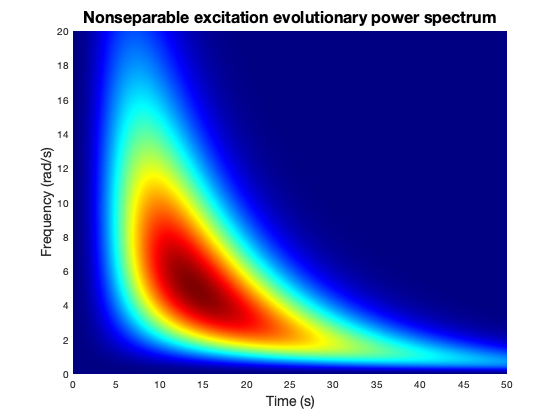 Nonseparable excitation evolutionary power spectrum
20
18
16
14
12
10
8
6
4
2
0
Frequency (rad/s)
0 5 10 15 20 25 30 35 40 45 50
Time (s)